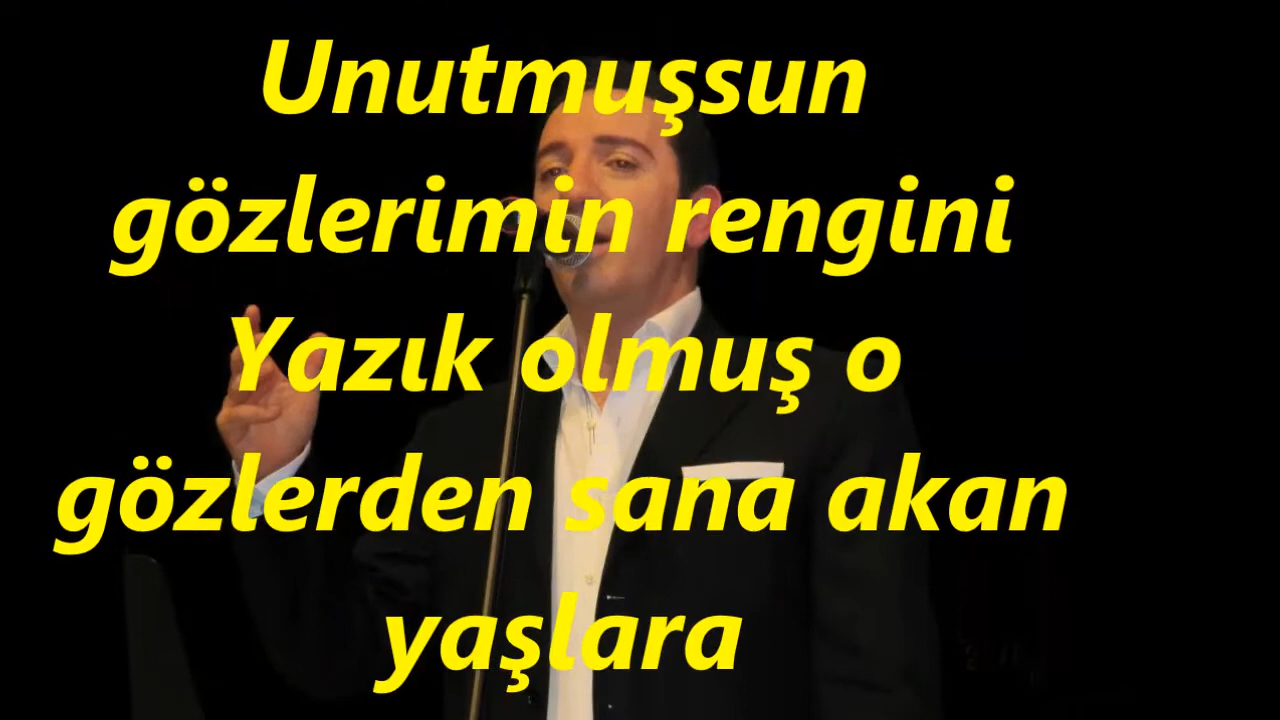 Unutmuşsun
gözlerimin rengini
Yazık olmuş o
gözlerden sana akan
yaşlara